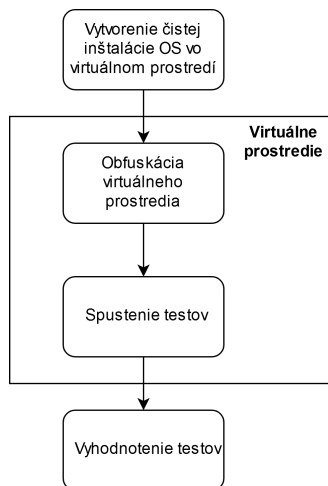 Vytvorenie čistej
inštalácie OS vo
virtuálnom prostredí
Virtuálne
prostredie
Obfuskácia
virtuálneho
prostredia
Spustenie testov
Vyhodnotenie testov